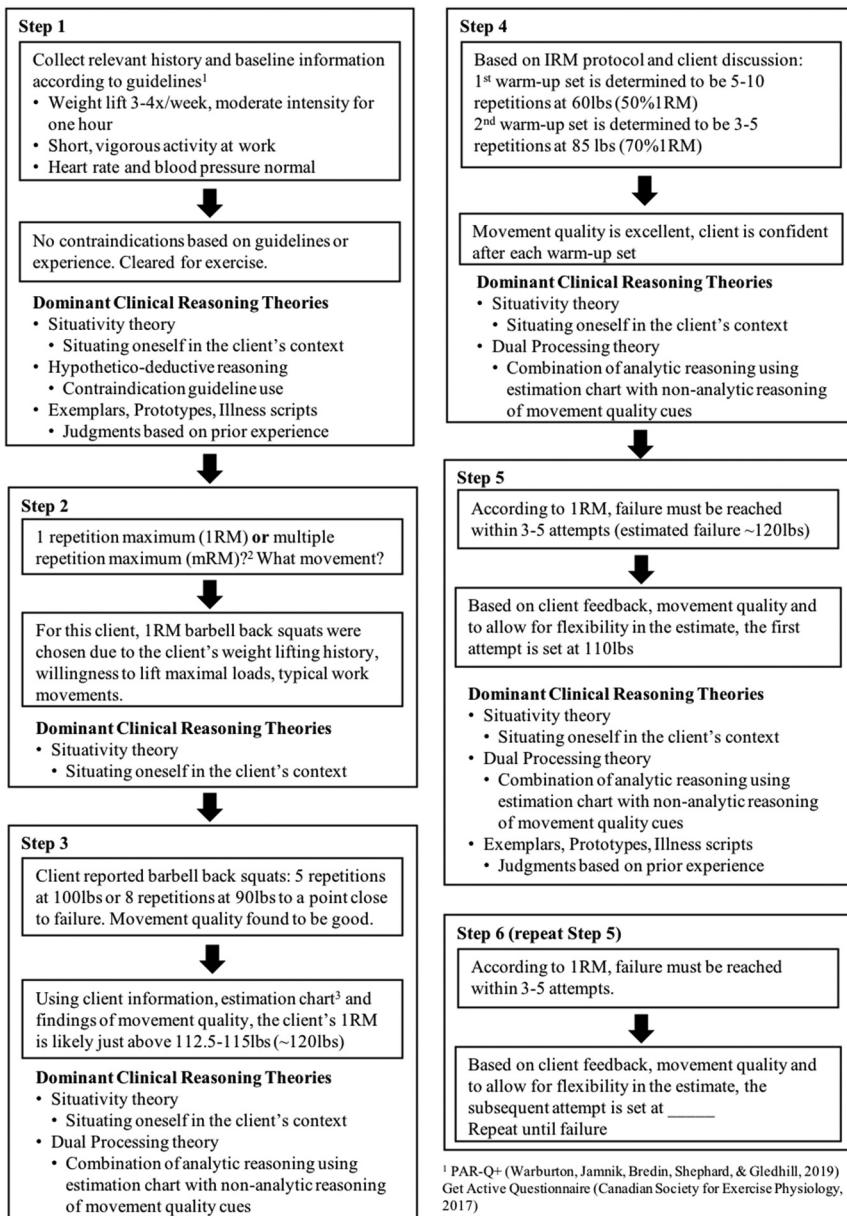 Step 1
Collect relevant history and baseline information
according to guidelines¹
• Weight lift 3-4x/week, moderate intensity for
one hour
• Short, vigorous activity at work
• Heart rate and blood pressure normal
No contraindications based on guidelines or
experience. Cleared for exercise.
Dominant Clinical Reasoning Theories
• Situativity theory
• Situating oneself in the client's context
• Hypothetico-deductive reasoning
• Contraindication guideline use
• Exemplars, Prototypes, Illness scripts
• Judgments based on prior experience
Step 2
1 repetition maximum (1RM) or multiple
repetition maximum (mRM)?² What movement?
For this client, 1RM barbell back squats were
chosen due to the client's weight lifting history,
willingness to lift maximal loads, typical work
movements.
Dominant Clinical Reasoning Theories
• Situativity theory
• Situating oneself in the client's context
Step 3
Client reported barbell back squats: 5 repetitions
at 100lbs or 8 repetitions at 90lbs to a point close
to failure. Movement quality found to be good.
Using client information, estimation chart³ and
findings of movement quality, the client's 1RM
is likely just above 112.5-115lbs (~120lbs)
Dominant Clinical Reasoning Theories
• Situativity theory
• Situating oneself in the client's context
• Dual Processing theory
• Combination of analytic reasoning using
estimation chart with non-analytic reasoning
of movement quality cues
Step 4
Based on IRM protocol and client discussion:
1st warm-up set is determined to be 5-10
repetitions at 60lbs (50%1RM)
2nd warm-up set is determined to be 3-5
repetitions at 85 lbs (70%1RM)
Movement quality is excellent, client is confident
after each warm-up set
Dominant Clinical Reasoning Theories
• Situativity theory
• Situating oneself in the client's context
• Dual Processing theory
• Combination of analytic reasoning using
estimation chart with non-analytic reasoning
of movement quality cues
Step 5
According to 1RM, failure must be reached
within 3-5 attempts (estimated failure ~120lbs)
Based on client feedback, movement quality and
to allow for flexibility in the estimate, the first
attempt is set at 110lbs
Dominant Clinical Reasoning Theories
• Situativity theory
• Situating oneself in the client's context
• Dual Processing theory
• Combination of analytic reasoning using
estimation chart with non-analytic reasoning
of movement quality cues
• Exemplars, Prototypes, Illness scripts
• Judgments based on prior experience
Step 6 (repeat Step 5)
According to 1RM, failure must be reached
within 3-5 attempts.
Based on client feedback, movement quality and
to allow for flexibility in the estimate, the
subsequent attempt is set at _____
Repeat until failure
¹ PAR-Q+ (Warburton, Jamnik, Bredin, Shephard, & Gledhill, 2019)
Get Active Questionnaire (Canadian Society for Exercise Physiology,
2017)